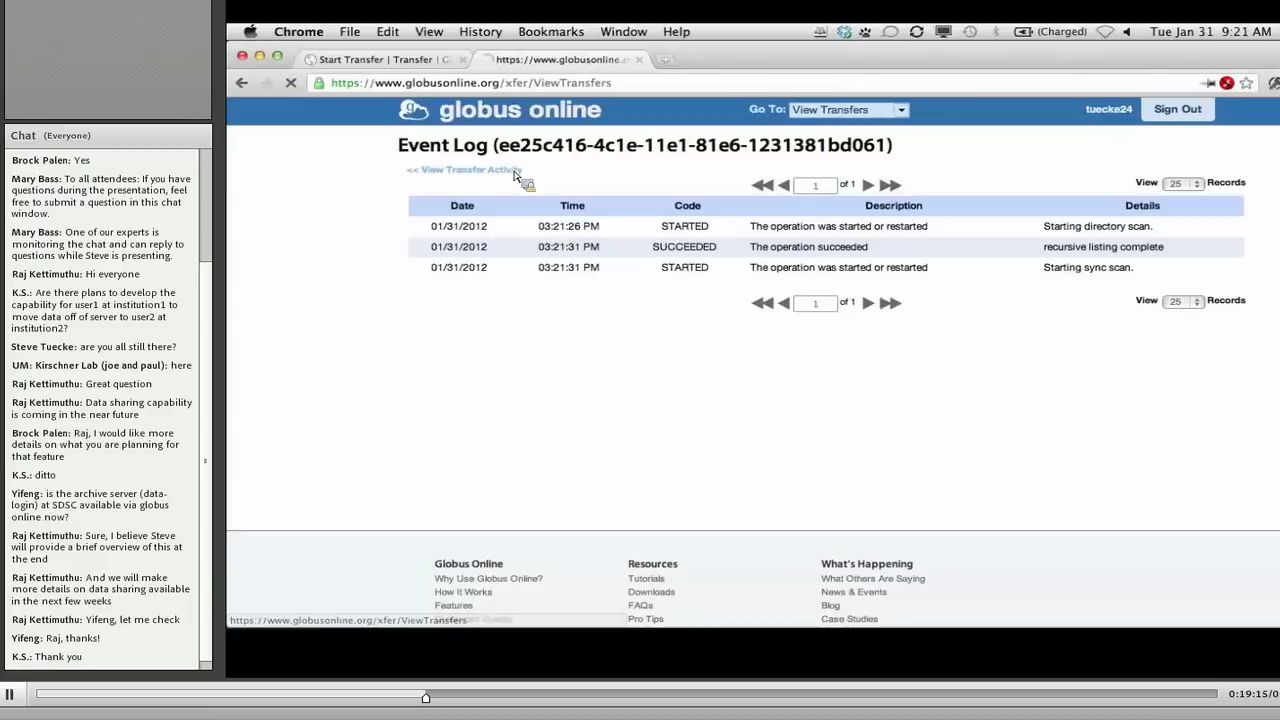 Chrome File Edit View History Bookmarks Window Help (Charged) Tue Jan 31 9:21 AM
Start Transfer | Transfer | G https://www.globusonline.
https://www.globusonline.org/xfer/ViewTransfers
globus online Go To: View Transfers tuecke24 Sign Out
Chat (Everyone)
Brock Palen: Yes
Mary Bass: To all attendees: If you have
questions during the presentation, feel
free to submit a question in this chat
window.
Mary Bass: One of our experts is
monitoring the chat and can reply to
questions while Steve is presenting.
Raj Kettimuthu: Hi everyone
K.S.: Are there plans to develop the
capability for user1 at institution1 to
move data off of server to user2 at
institution2?
Steve Tuecke: are you all still there?
UM: Kirschner Lab (joe and paul): here
Raj Kettimuthu: Great question
Raj Kettimuthu: Data sharing capability
is coming in the near future
Brock Palen: Raj, I would like more
details on what you are planning for
that feature
K.S.: ditto
Yifeng: is the archive server (data-
login) at SDSC available via globus
online now?
Raj Kettimuthu: Sure, I believe Steve
will provide a brief overview of this at
the end
Raj Kettimuthu: And we will make
more details on data sharing available
in the next few weeks
Raj Kettimuthu: Yifeng, let me check
Yifeng: Raj, thanks!
K.S.: Thank you
Event Log (ee25c416-4c1e-11e1-81e6-1231381bd061)
<< View Transfer Activity
1 of 1 View 25 Records
Date Time Code Description Details
01/31/2012 03:21:26 PM STARTED The operation was started or restarted Starting directory scan.
01/31/2012 03:21:31 PM SUCCEEDED The operation succeeded recursive listing complete
01/31/2012 03:21:31 PM STARTED The operation was started or restarted Starting sync scan.
1 of 1 View 25 Records
Globus Online Resources What's Happening
Why Use Globus Online? Tutorials What Others Are Saying
How It Works Downloads News & Events
Features FAQs Blog
Pro Tips Case Studies
https://www.globusonline.org/xfer/ViewTransfers
0:19:15/0